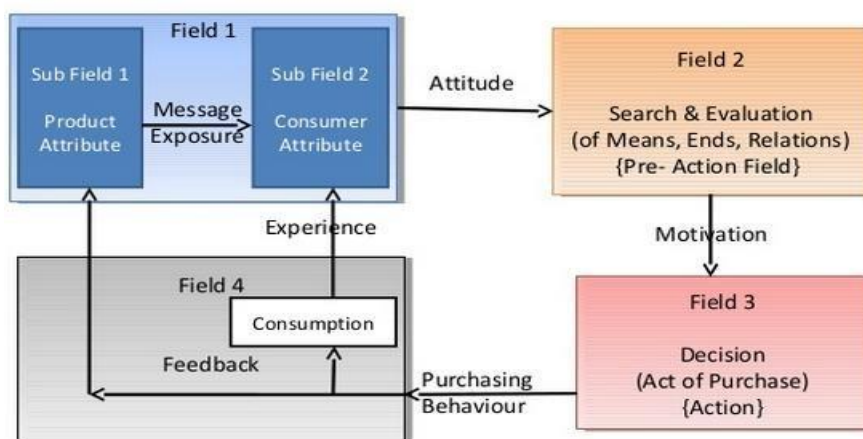 Field 1
Sub Field 1
Product
Attribute
Message
Exposure
Sub Field 2
Consumer
Attribute
Attitude
Field 2
Search & Evaluation
(of Means, Ends, Relations)
{Pre- Action Field}
Motivation
Field 3
Decision
(Act of Purchase)
{Action}
Purchasing
Behaviour
Field 4
Consumption
Feedback
Experience